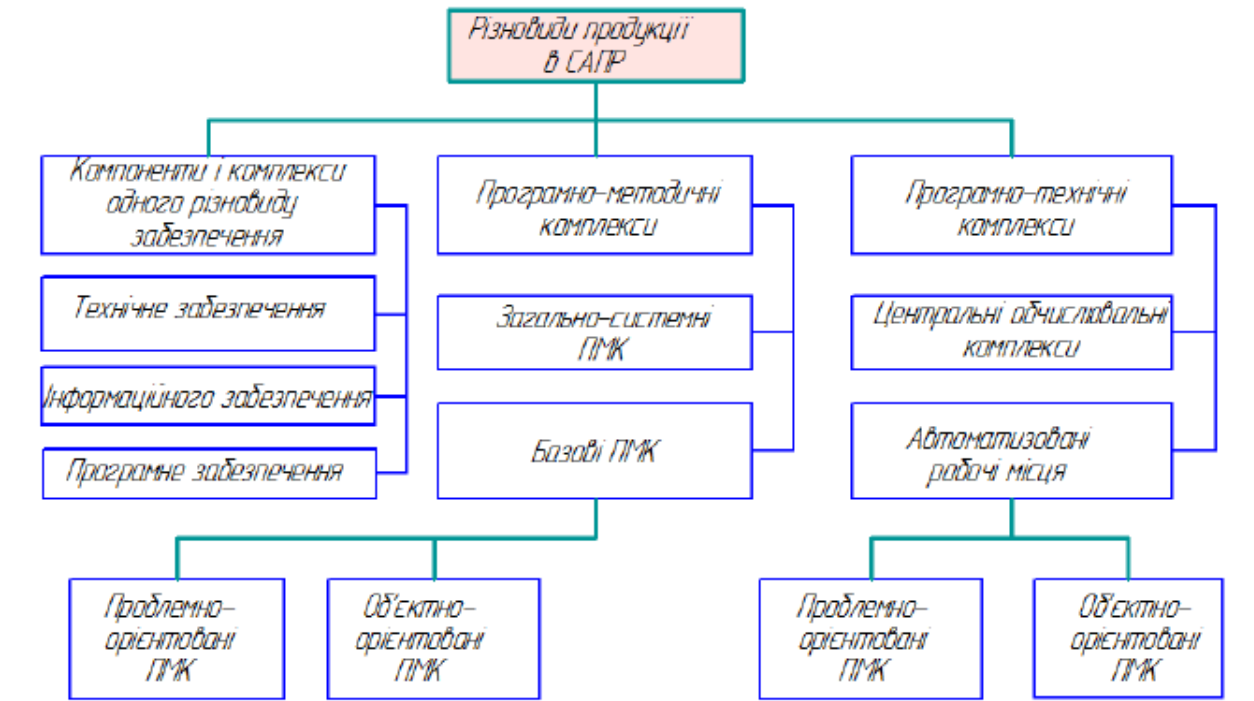 Різновиди продукції
в САПР
Компоненти і комплекси
одного різновиду
забезпечення
Програмно-методичні
комплекси
Програмно-технічні
комплекси
Технічне забезпечення
Загально-системні
ПМК
Центральні обчислювальні
комплекси
Інформаційного забезпечення
Базові ПМК
Автоматизовані
робочі місця
Програмне забезпечення
Проблемно-
орієнтовані
ПМК
Об'єктно-
орієнтовані
ПМК
Проблемно-
орієнтовані
ПМК
Об'єктно-
орієнтовані
ПМК